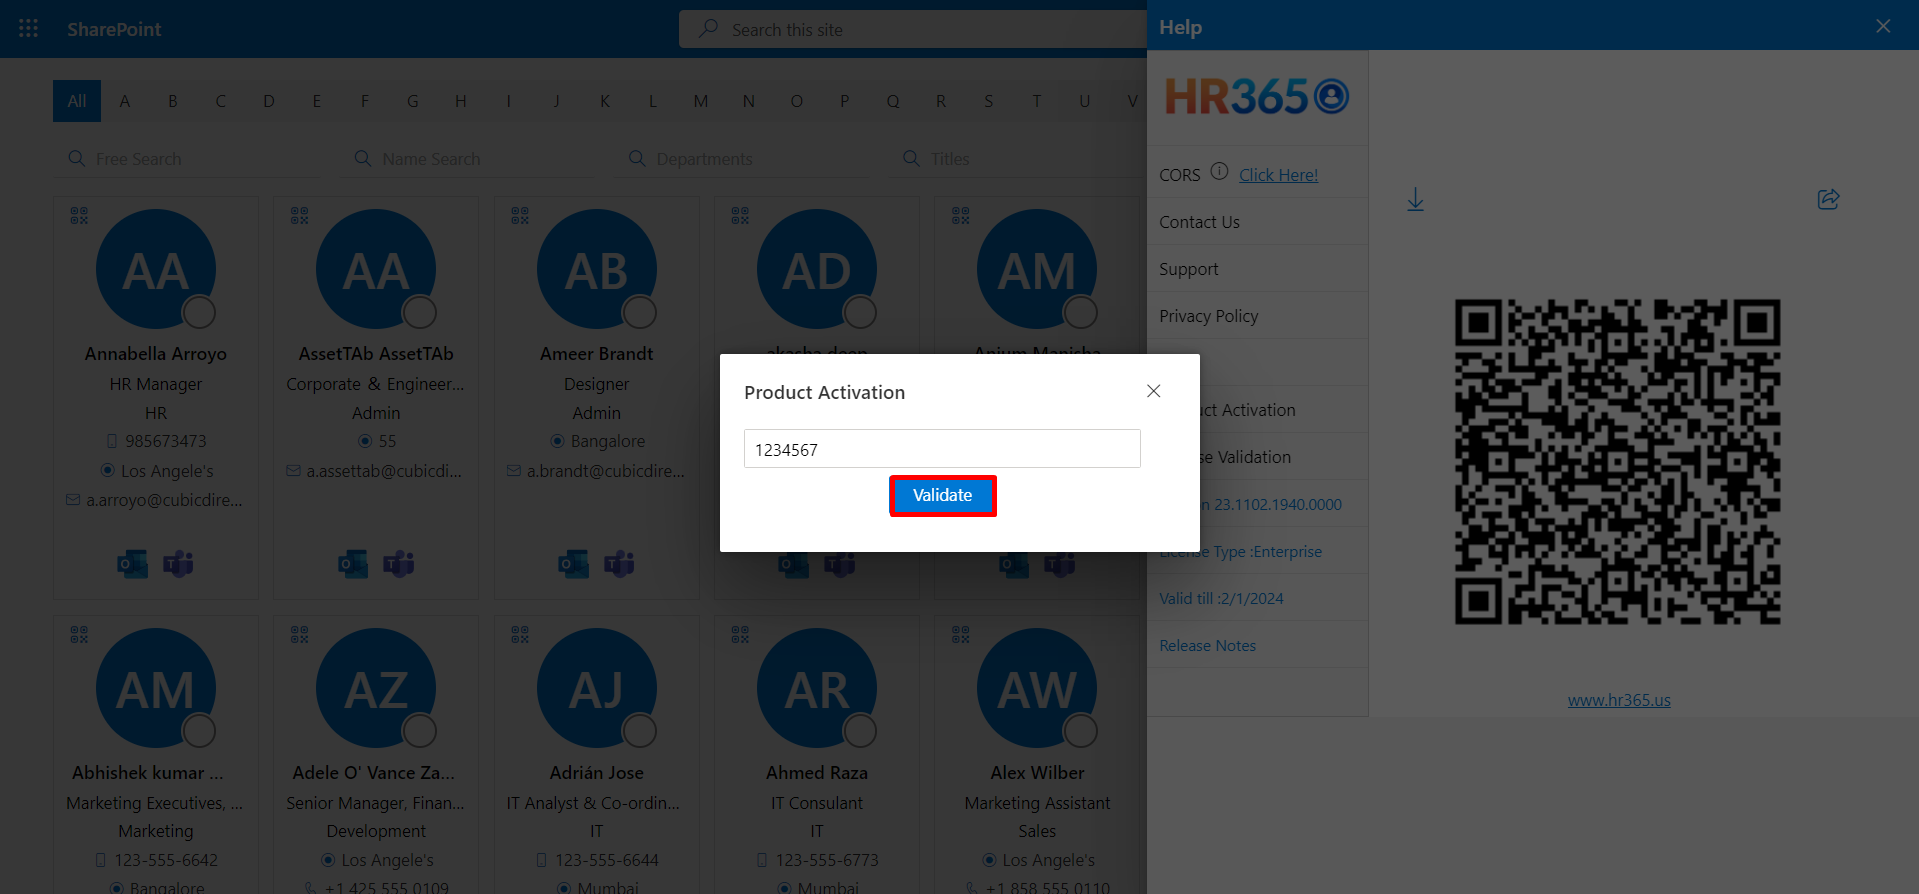 SharePoint
Search this site
Help
All A B C D E F G H I J K L M N O P Q R S T U V
Free Search
Name Search
Departments
Titles
AA
Annabella Arroyo
HR Manager
HR
985673473
Los Angele's
a.arroyo@cubicdire...
AA
AssetTAb AssetTAb
Corporate & Engineer...
Admin
55
a.assettab@cubicdi...
AB
Ameer Brandt
Designer
Admin
Bangalore
a.brandt@cubicdire...
AD
akasha deep
AM
Anjum Manisha
AM
Abhishek kumar ...
Marketing Executives, ...
Marketing
123-555-6642
Bangalore
AZ
Adele O' Vance Za...
Senior Manager, Finan...
Development
Los Angele's
+1 425 555 0109
AJ
Adrián Jose
IT Analyst & Co-ordin...
IT
123-555-6644
Mumbai
AR
Ahmed Raza
IT Consulant
IT
123-555-6773
Mumbai
AW
Alex Wilber
Marketing Assistant
Sales
Los Angele's
+1 858 555 0110
Product Activation
1234567
Validate
HR365
CORS Click Here!
Contact Us
Support
Privacy Policy
ct Activation
se Validation
n 23.1102.1940.0000
License Type :Enterprise
Valid till :2/1/2024
Release Notes
www.hr365.us